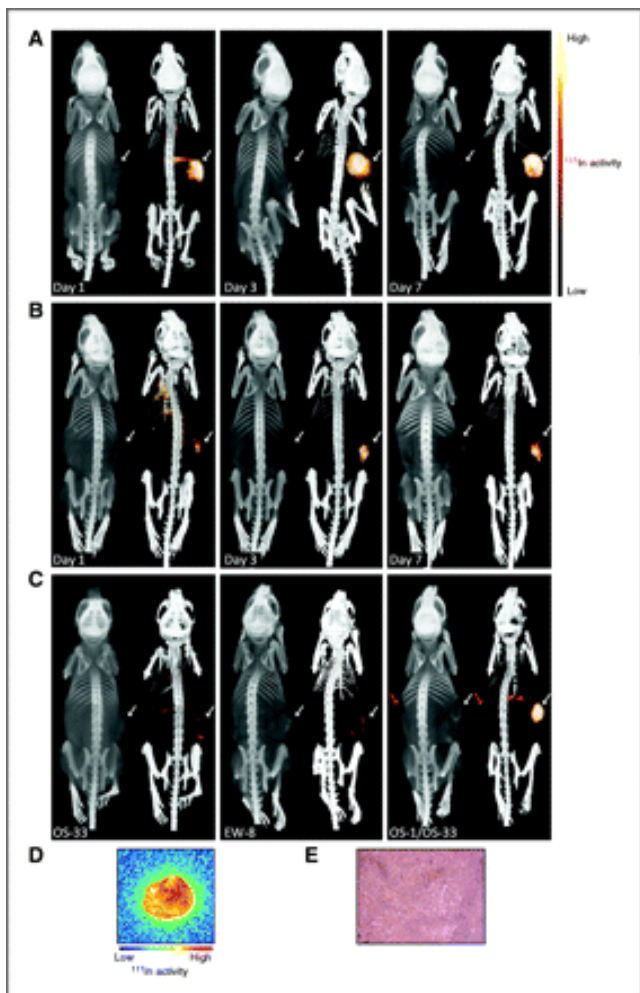 A
High
¹¹¹In activity
Low
Day 1
Day 3
Day 7
B
Day 1
Day 3
Day 7
C
OS-33
EW-8
OS-1/OS-33
D
E
Low High
¹¹¹In activity